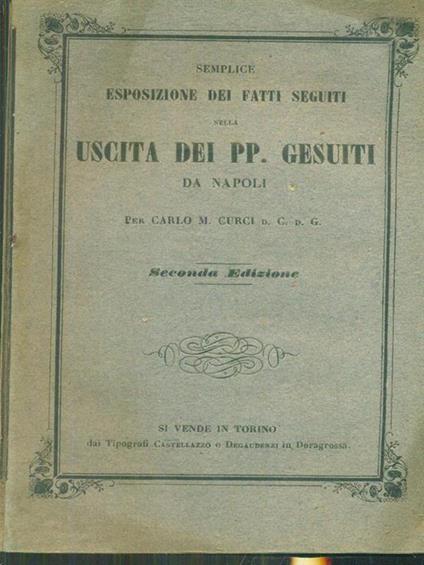 SEMPLICE
ESPOSIZIONE DEI FATTI SEGUITI
NELLA
USCITA DEI PP. GESUITI
DA NAPOLI
PER CARLO M. CURCI D. C. D. G.
Seconda Edizione
SI VENDE IN TORINO
dai Tipografi CASTELLAZZO e DEGAUDENZI in Doragrossa.